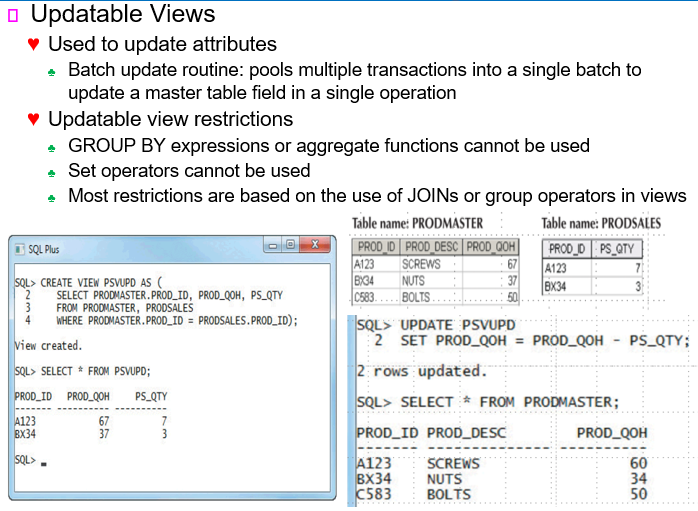 Updatable Views
Used to update attributes
Batch update routine: pools multiple transactions into a single batch to
update a master table field in a single operation
Updatable view restrictions
GROUP BY expressions or aggregate functions cannot be used
Set operators cannot be used
Most restrictions are based on the use of JOINs or group operators in views
SQL Plus
SQL> CREATE VIEW PSVUPD AS (
2 SELECT PRODMASTER.PROD_ID, PROD_QOH, PS_QTY
3 FROM PRODMASTER, PRODSALES
4 WHERE PRODMASTER.PROD_ID = PRODSALES.PROD_ID);
View created.
SQL> SELECT * FROM PSVUPD;
PROD_ID PROD_QOH PS_QTY
------- ---------- ----------
A123 67 7
BX34 37 3
SQL>
Table name: PRODMASTER
PROD_ID PROD_DESC PROD_QOH
A123 SCREWS 67
BX34 NUTS 37
C583 BOLTS 50
Table name: PRODSALES
PROD_ID PS_QTY
A123 7
BX34 3
SQL> UPDATE PSVUPD
2 SET PROD_QOH = PROD_QOH - PS_QTY;
2 rows updated.
SQL> SELECT * FROM PRODMASTER;
PROD_ID PROD_DESC PROD_QOH
A123 SCREWS 60
BX34 NUTS 34
C583 BOLTS 50